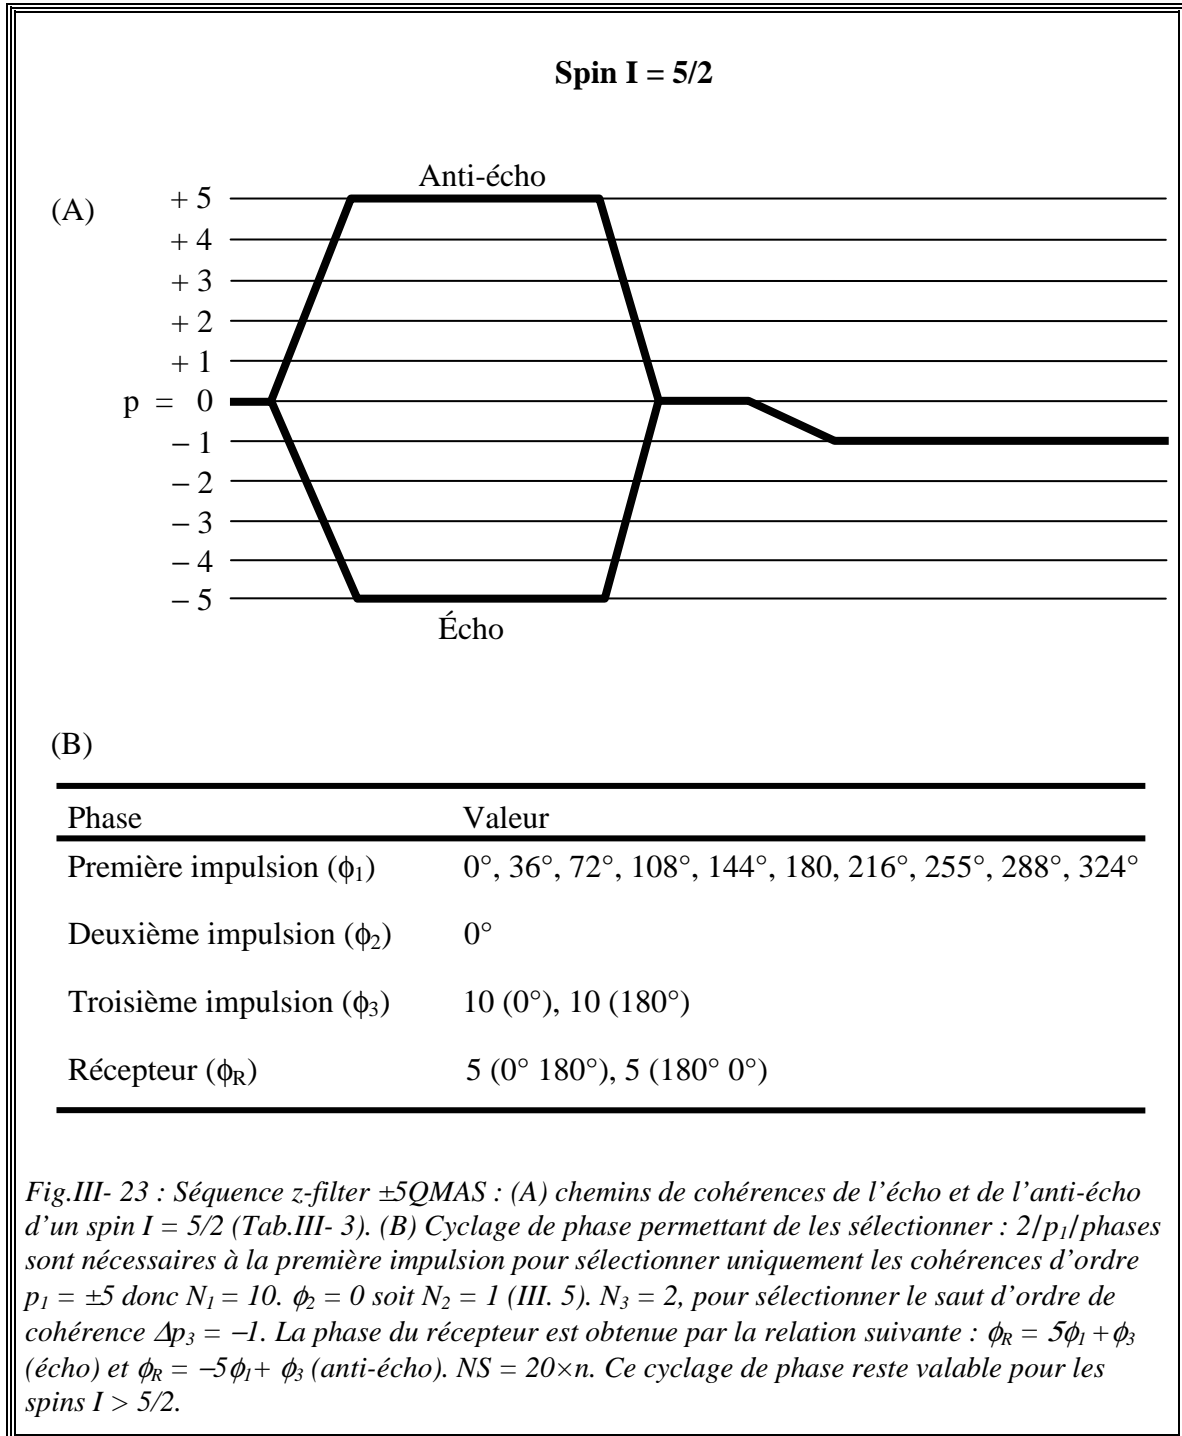 Spin I = 5/2
Anti-écho
(A)
+ 5
+ 4
+ 3
+ 2
+ 1
p = 0
− 1
− 2
− 3
− 4
− 5
Écho
(B)
Phase Valeur
Première impulsion (ϕ1) 0°, 36°, 72°, 108°, 144°, 180, 216°, 255°, 288°, 324°
Deuxième impulsion (ϕ2) 0°
Troisième impulsion (ϕ3) 10 (0°), 10 (180°)
Récepteur (ϕR) 5 (0° 180°), 5 (180° 0°)
Fig.III- 23 : Séquence z-filter ±5QMAS : (A) chemins de cohérences de l’écho et de l’anti-écho
d’un spin I = 5/2 (Tab.III- 3). (B) Cyclage de phase permettant de les sélectionner : 2/p1/phases
sont nécessaires à la première impulsion pour sélectionner uniquement les cohérences d’ordre
p1 = ±5 donc N1 = 10. ϕ2 = 0 soit N2 = 1 (III. 5). N3 = 2, pour sélectionner le saut d’ordre de
cohérence Δp3 = −1. La phase du récepteur est obtenue par la relation suivante : ϕR = 5ϕ1 + ϕ3
(écho) et ϕR = −5ϕ1+ ϕ3 (anti-écho). NS = 20×n. Ce cyclage de phase reste valable pour les
spins I > 5/2.